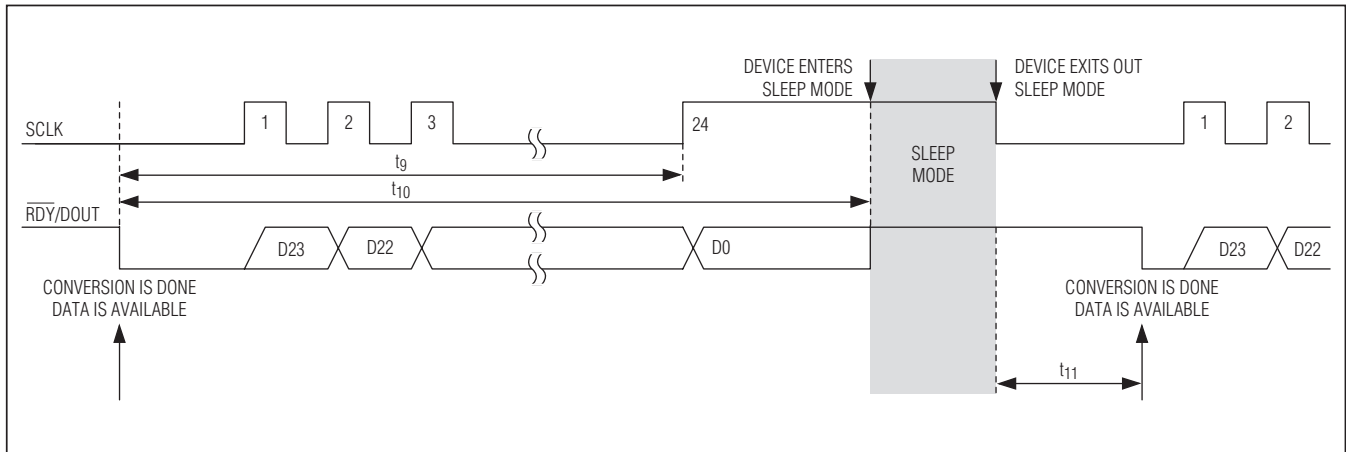 DEVICE ENTERS
SLEEP MODE
DEVICE EXITS OUT
SLEEP MODE
SCLK
1
2
3
24
1
2
SLEEP
MODE
t9
t10
RDY/DOUT
D23
D22
D0
D23
D22
CONVERSION IS DONE
DATA IS AVAILABLE
CONVERSION IS DONE
DATA IS AVAILABLE
t11